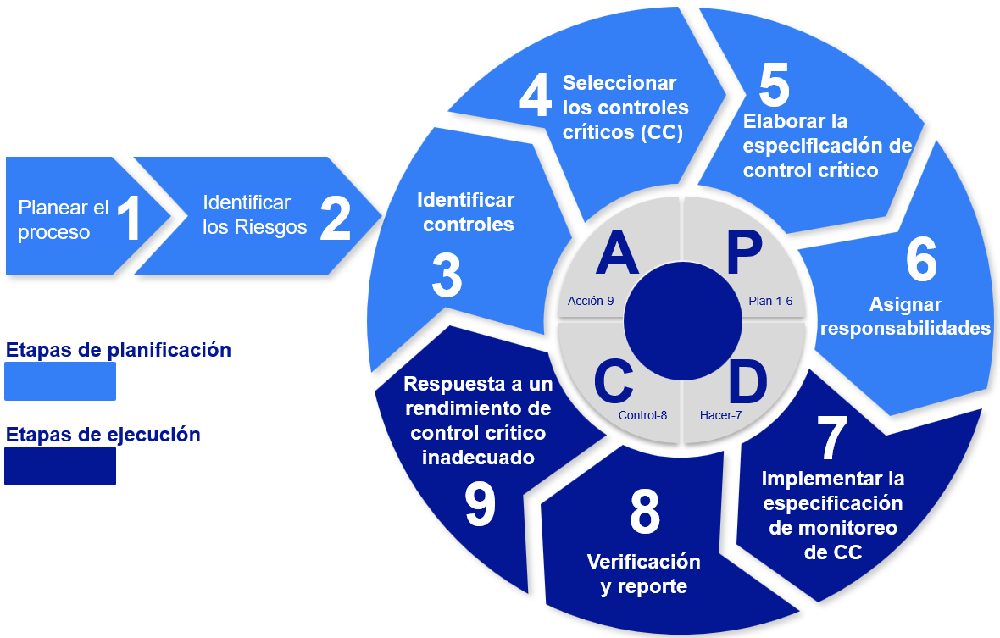 Planear el
proceso
1
Identificar
los Riesgos
2
Identificar
controles
3
4
Seleccionar
los controles
críticos (CC)
5
Elaborar la
especificación de
control crítico
6
Asignar
responsabilidades
7
Implementar la
especificación
de monitoreo
de CC
8
Verificación
y reporte
Respuesta a un
rendimiento de
control crítico
inadecuado
9
A
Acción-9
P
Plan 1-6
C
Control-8
D
Hacer-7
Etapas de planificación
Etapas de ejecución